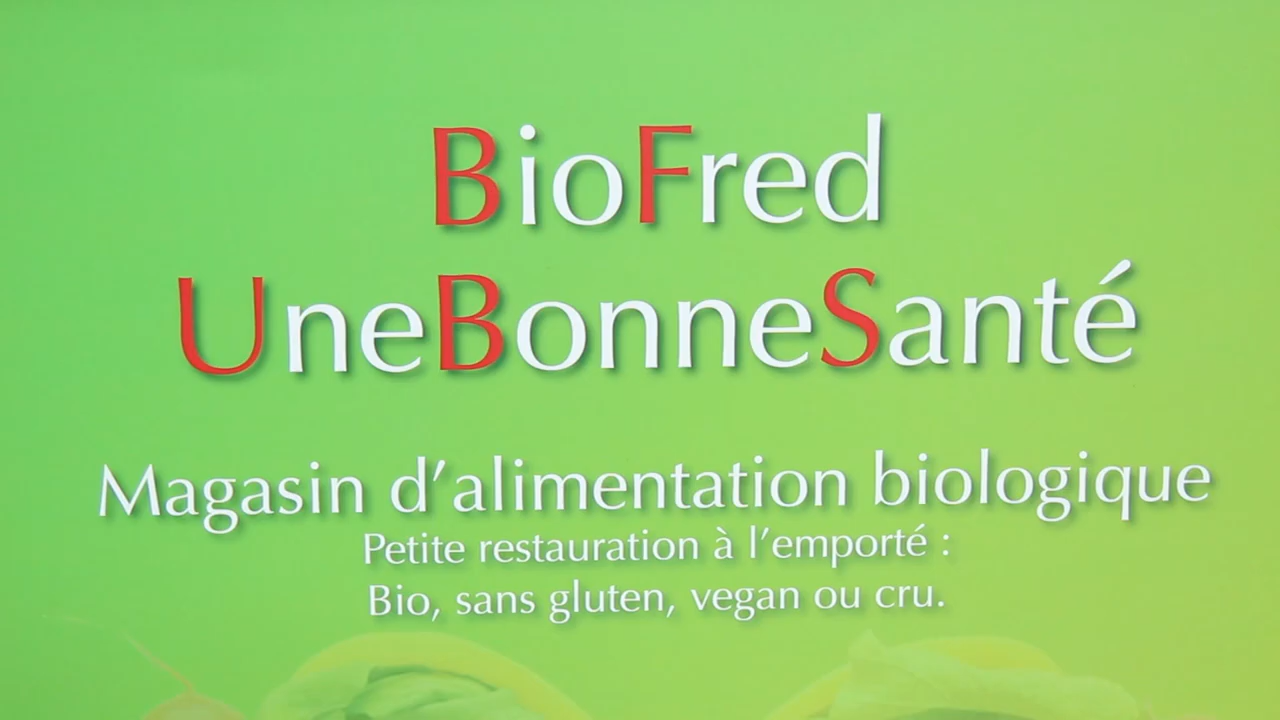 BioFred
UneBonneSanté
Magasin d’alimentation biologique
Petite restauration à l’emporté :
Bio, sans gluten, vegan ou cru.